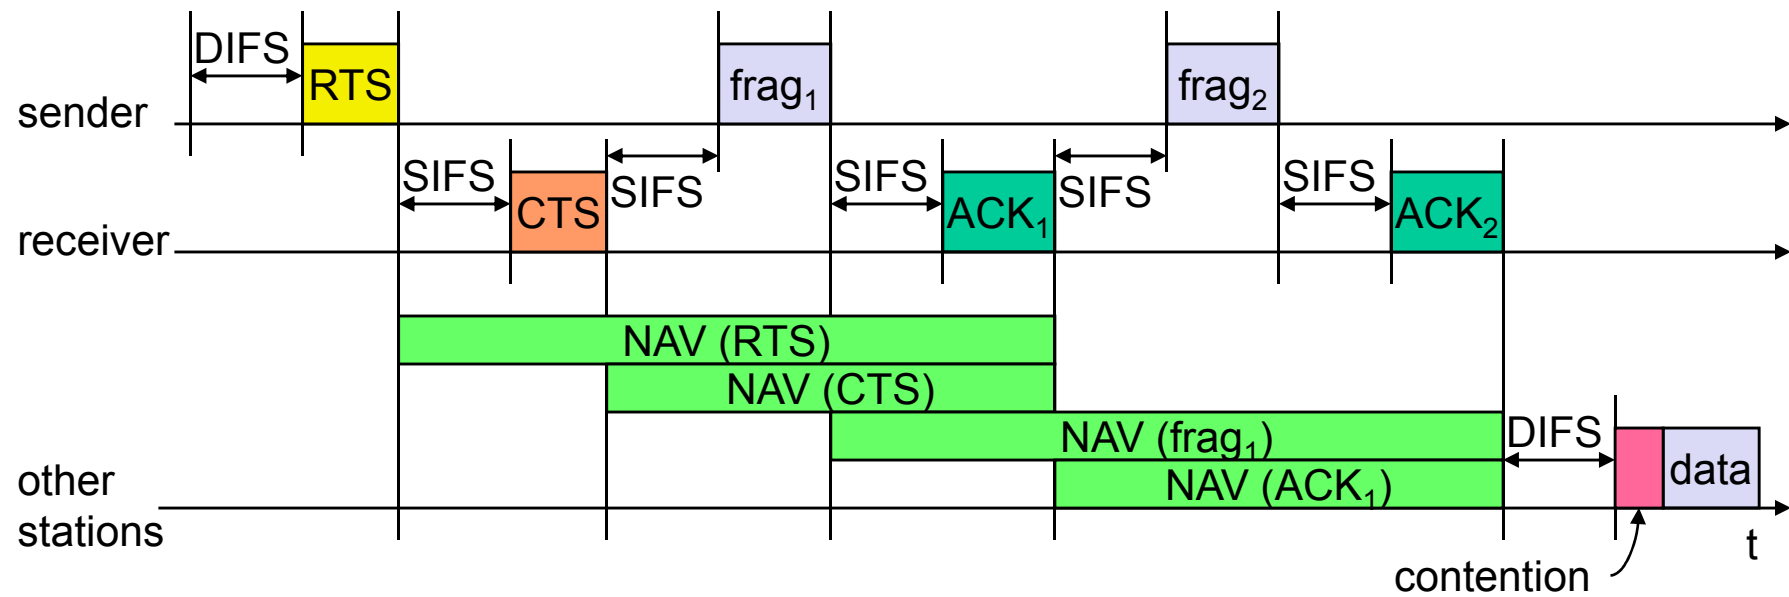 DIFS
RTS
frag₁
frag₂
sender
SIFS
CTS
SIFS
SIFS
ACK₁
SIFS
SIFS
ACK₂
receiver
NAV (RTS)
NAV (CTS)
NAV (frag₁)
NAV (ACK₁)
DIFS
data
other
stations
t
contention